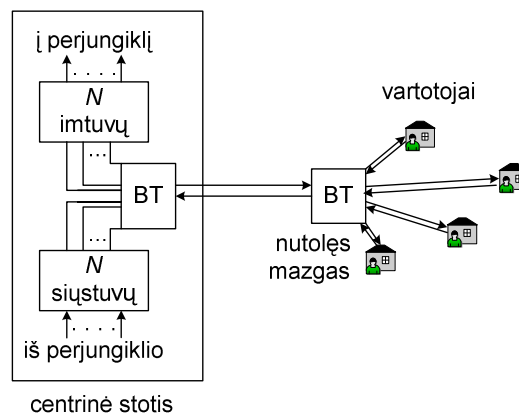 į perjungiklį
. . . .
N
imtuvų
...
BT
...
N
siųstuvų
. . . .
iš perjungiklio
centrinė stotis
BT
nutolęs
mazgas
vartotojai